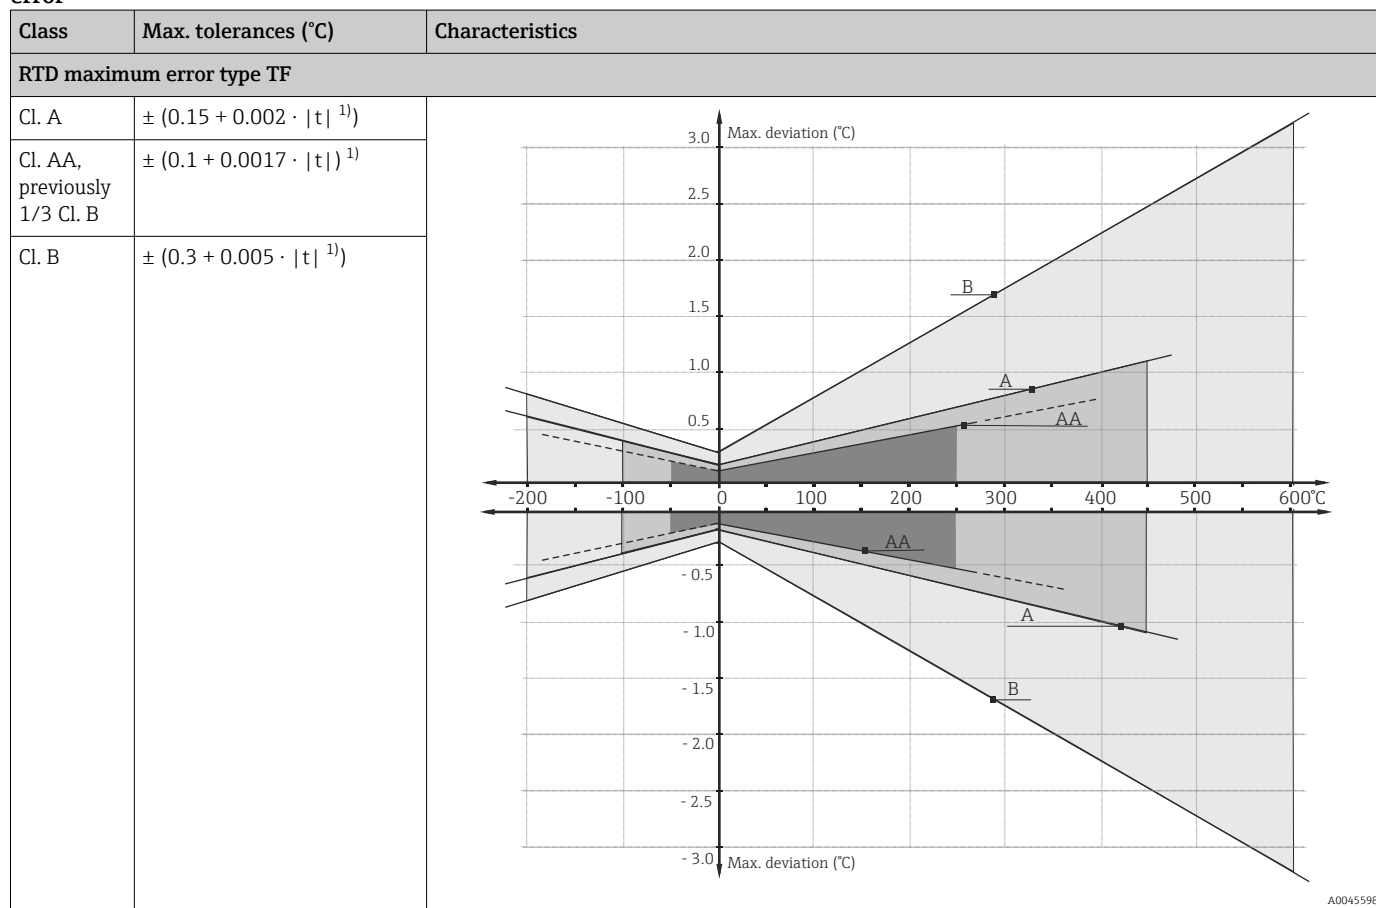 error
Class Max. tolerances (°C) Characteristics
RTD maximum error type TF
Cl. A ± (0.15 + 0.002 · |t| 1))
Cl. AA,
previously
1/3 Cl. B
± (0.1 + 0.0017 · |t|) 1)
Cl. B ± (0.3 + 0.005 · |t| 1))
3.0 Max. deviation (°C)
2.5
2.0
B
1.5
1.0
A
0.5
AA
-200 -100 0 100 200 300 400 500 600°C
AA
- 0.5
A
- 1.0
- 1.5
B
- 2.0
- 2.5
- 3.0 Max. deviation (°C)
A0045598